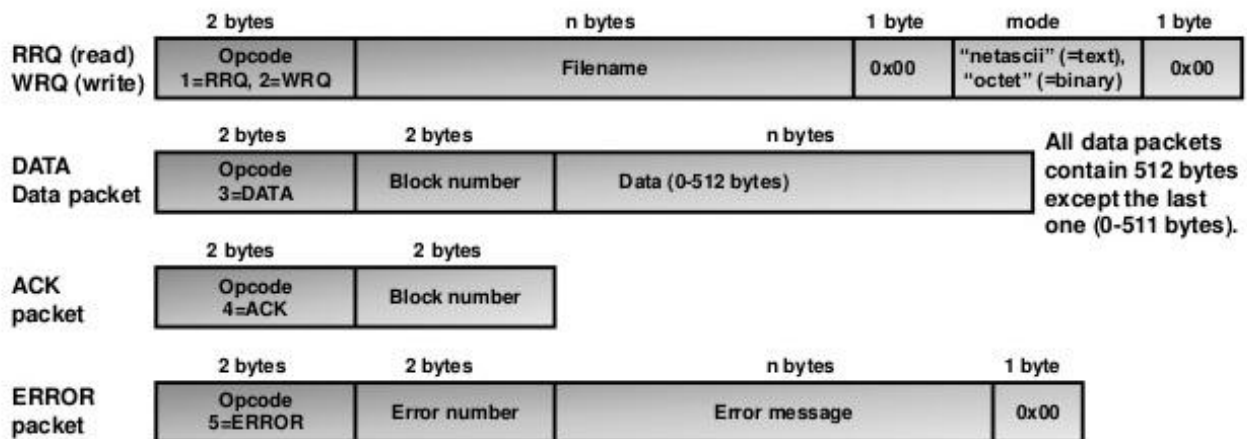 2 bytes n bytes 1 byte mode 1 byte
RRQ (read)
WRQ (write)
Opcode
1=RRQ, 2=WRQ
Filename
0x00
"netascii" (=text),
"octet" (=binary)
0x00
2 bytes 2 bytes n bytes
DATA
Data packet
Opcode
3=DATA
Block number
Data (0-512 bytes)
All data packets
contain 512 bytes
except the last
one (0-511 bytes).
2 bytes 2 bytes
ACK
packet
Opcode
4=ACK
Block number
2 bytes 2 bytes n bytes 1 byte
ERROR
packet
Opcode
5=ERROR
Error number
Error message
0x00